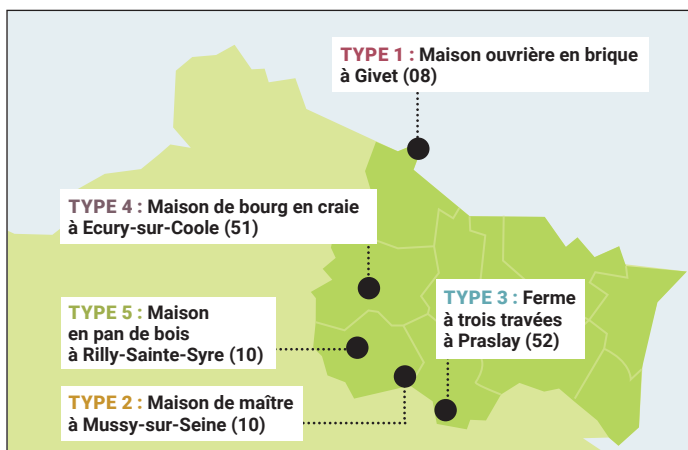 TYPE 1 : Maison ouvrière en brique
à Givet (08)
TYPE 4 : Maison de bourg en craie
à Ecury-sur-Coole (51)
TYPE 5 : Maison
en pan de bois
à Rilly-Sainte-Syre (10)
TYPE 3 : Ferme
à trois travées
à Praslay (52)
TYPE 2 : Maison de maître
à Mussy-sur-Seine (10)